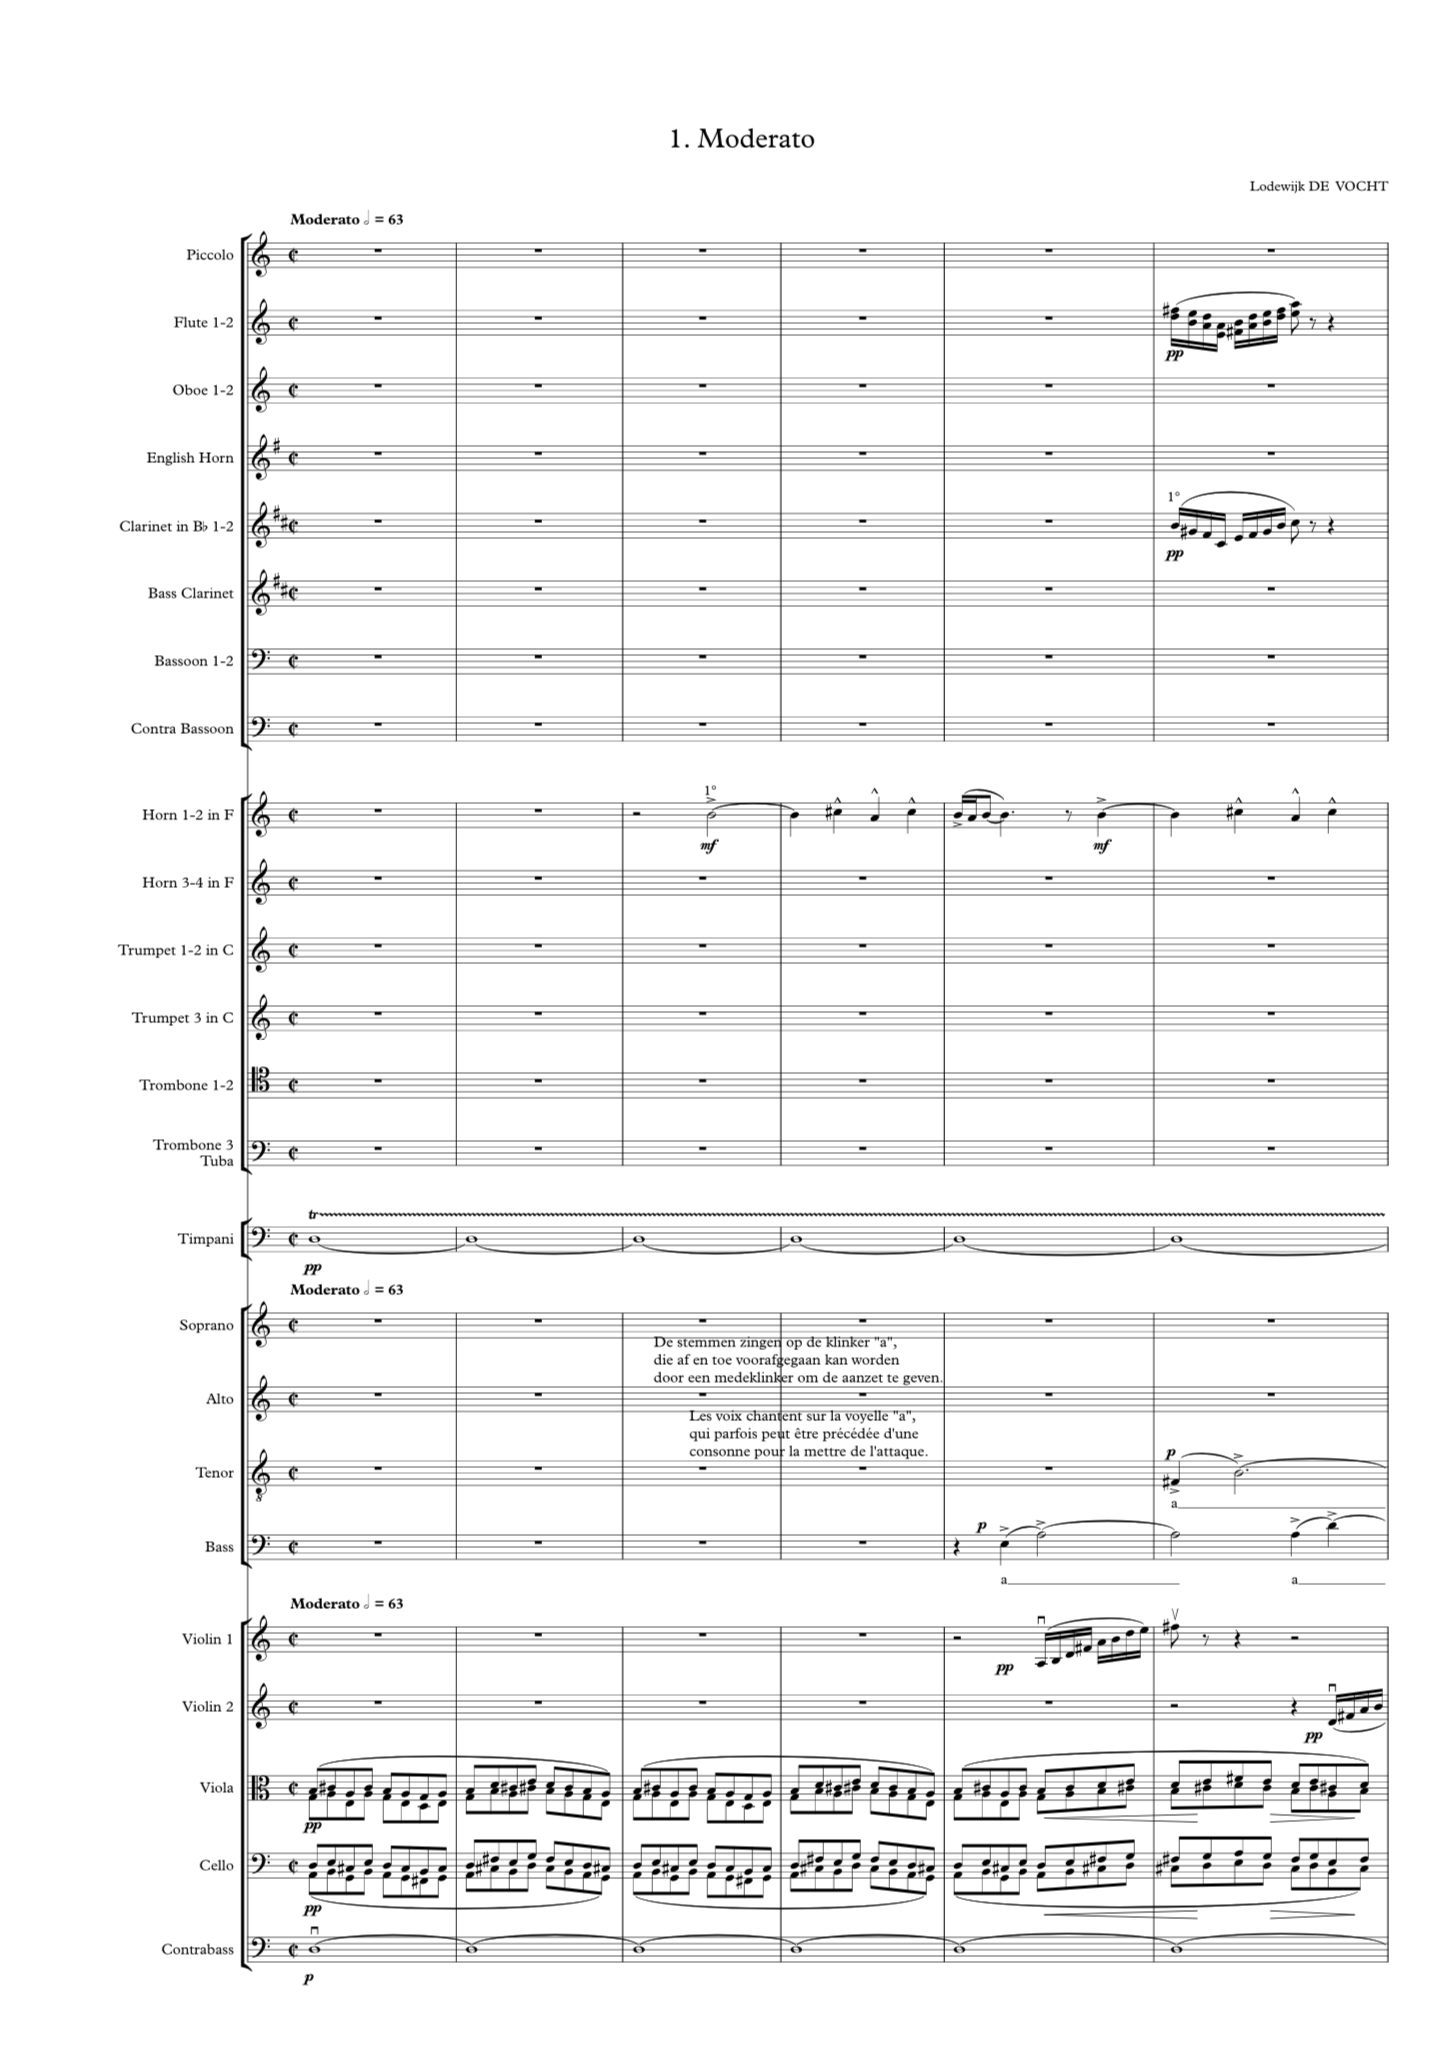 1. Moderato
Lodewijk DE VOCHT
Moderato 𝅗𝅥 = 63
Piccolo
Flute 1-2
pp
Oboe 1-2
English Horn
1°
Clarinet in B♭ 1-2
pp
Bass Clarinet
Bassoon 1-2
Contra Bassoon
1°
Horn 1-2 in F
mf mf
Horn 3-4 in F
Trumpet 1-2 in C
Trumpet 3 in C
Trombone 1-2
Trombone 3
Tuba
tr
Timpani
pp
Moderato 𝅗𝅥 = 63
Soprano
De stemmen zingen op de klinker "a",
die af en toe voorafgegaan kan worden
door een medeklinker om de aanzet te geven.
Alto
Les voix chantent sur la voyelle "a",
qui parfois peut être précédée d'une
consonne pour la mettre de l'attaque.
p
Tenor
8
a
p
Bass
a a
Moderato 𝅗𝅥 = 63
Violin 1
pp
Violin 2
pp
Viola
pp
Cello
pp
Contrabass
p